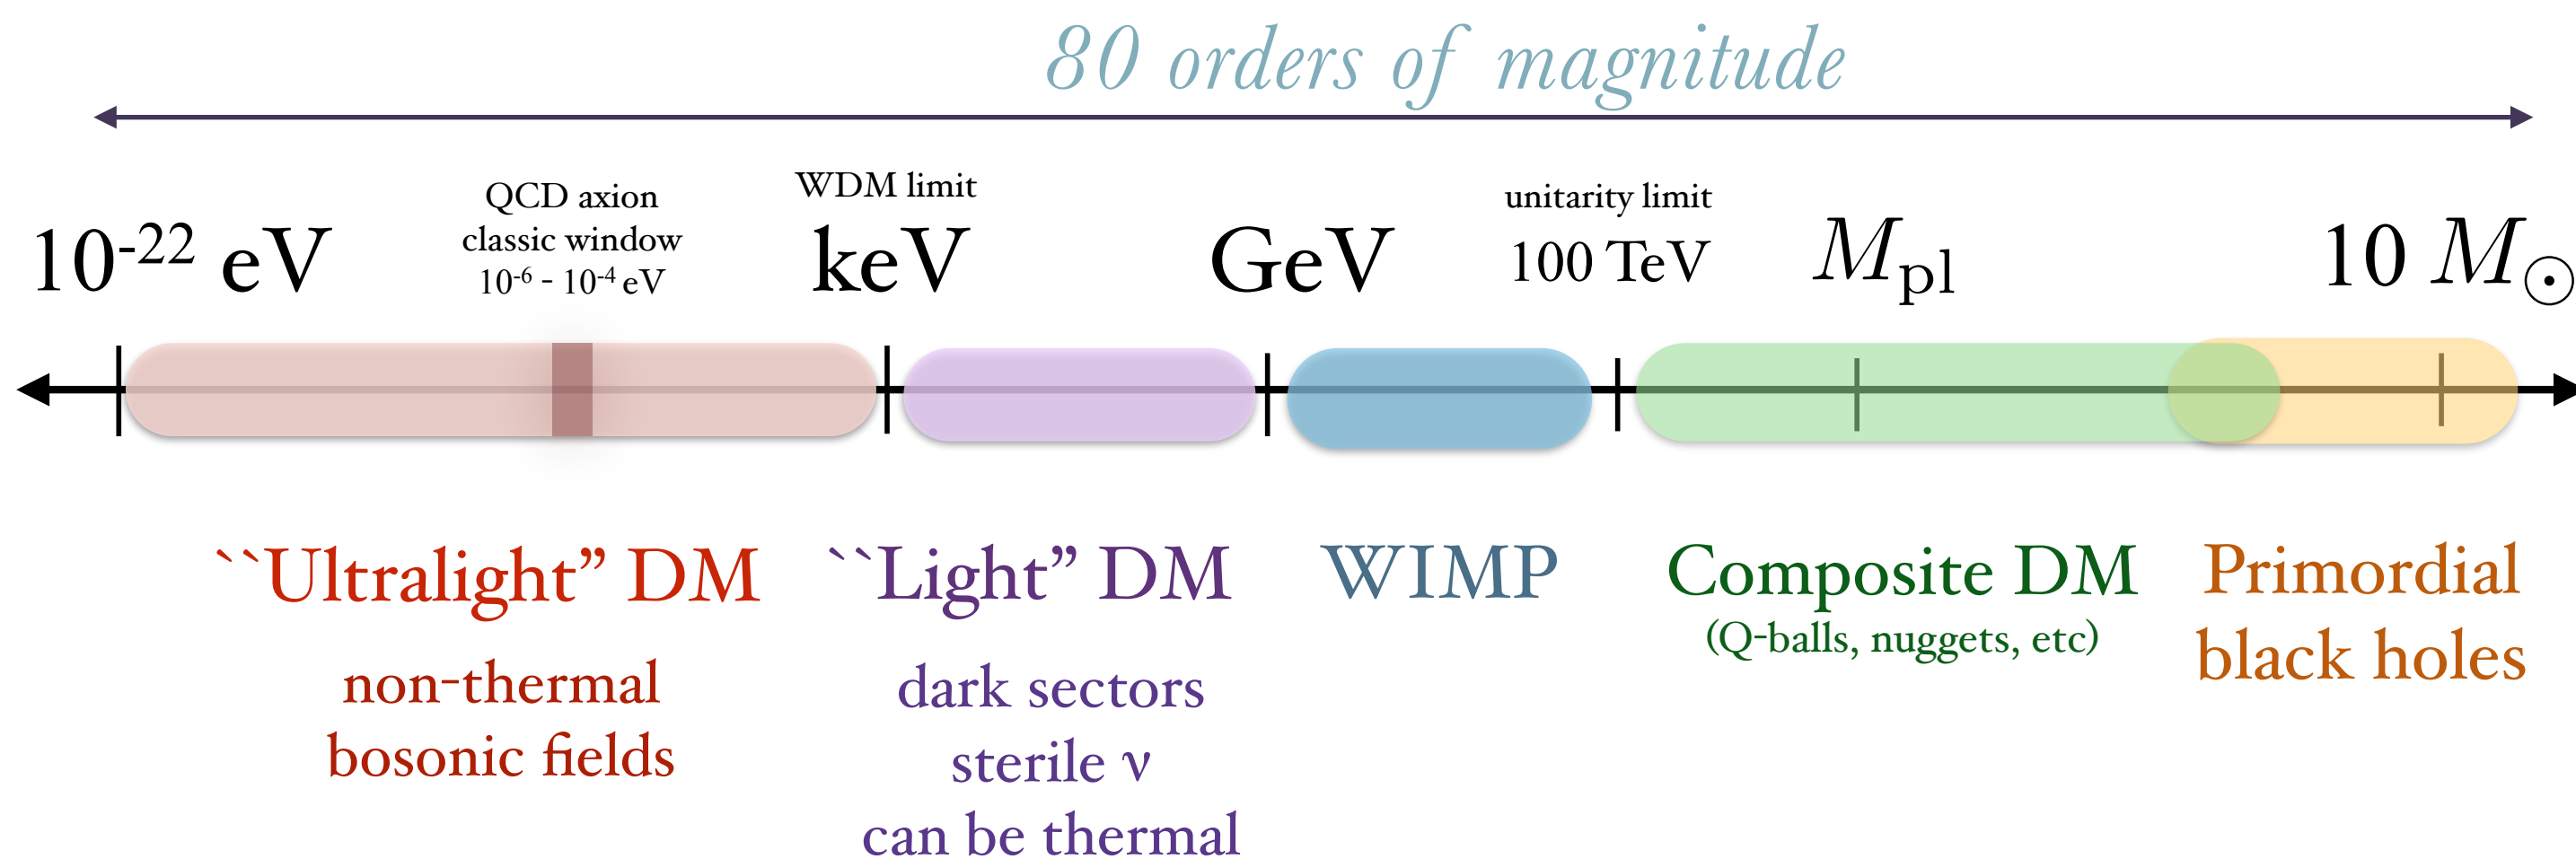 80 orders of magnitude
10⁻²² eV
QCD axion
classic window
10⁻⁶ - 10⁻⁴ eV
WDM limit
keV
GeV
unitarity limit
100 TeV
Mpl
10 M☉
``Ultralight” DM
non-thermal
bosonic fields
``Light” DM
dark sectors
sterile ν
can be thermal
WIMP
Composite DM
(Q-balls, nuggets, etc)
Primordial
black holes